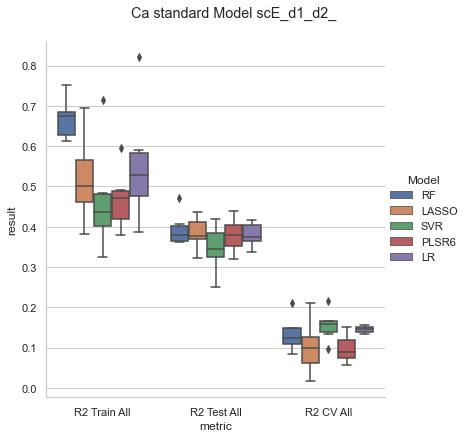 Ca standard Model scE_d1_d2_
result
0.8
0.7
0.6
0.5
0.4
0.3
0.2
0.1
0.0
R2 Train All
R2 Test All
R2 CV All
metric
Model
RF
LASSO
SVR
PLSR6
LR